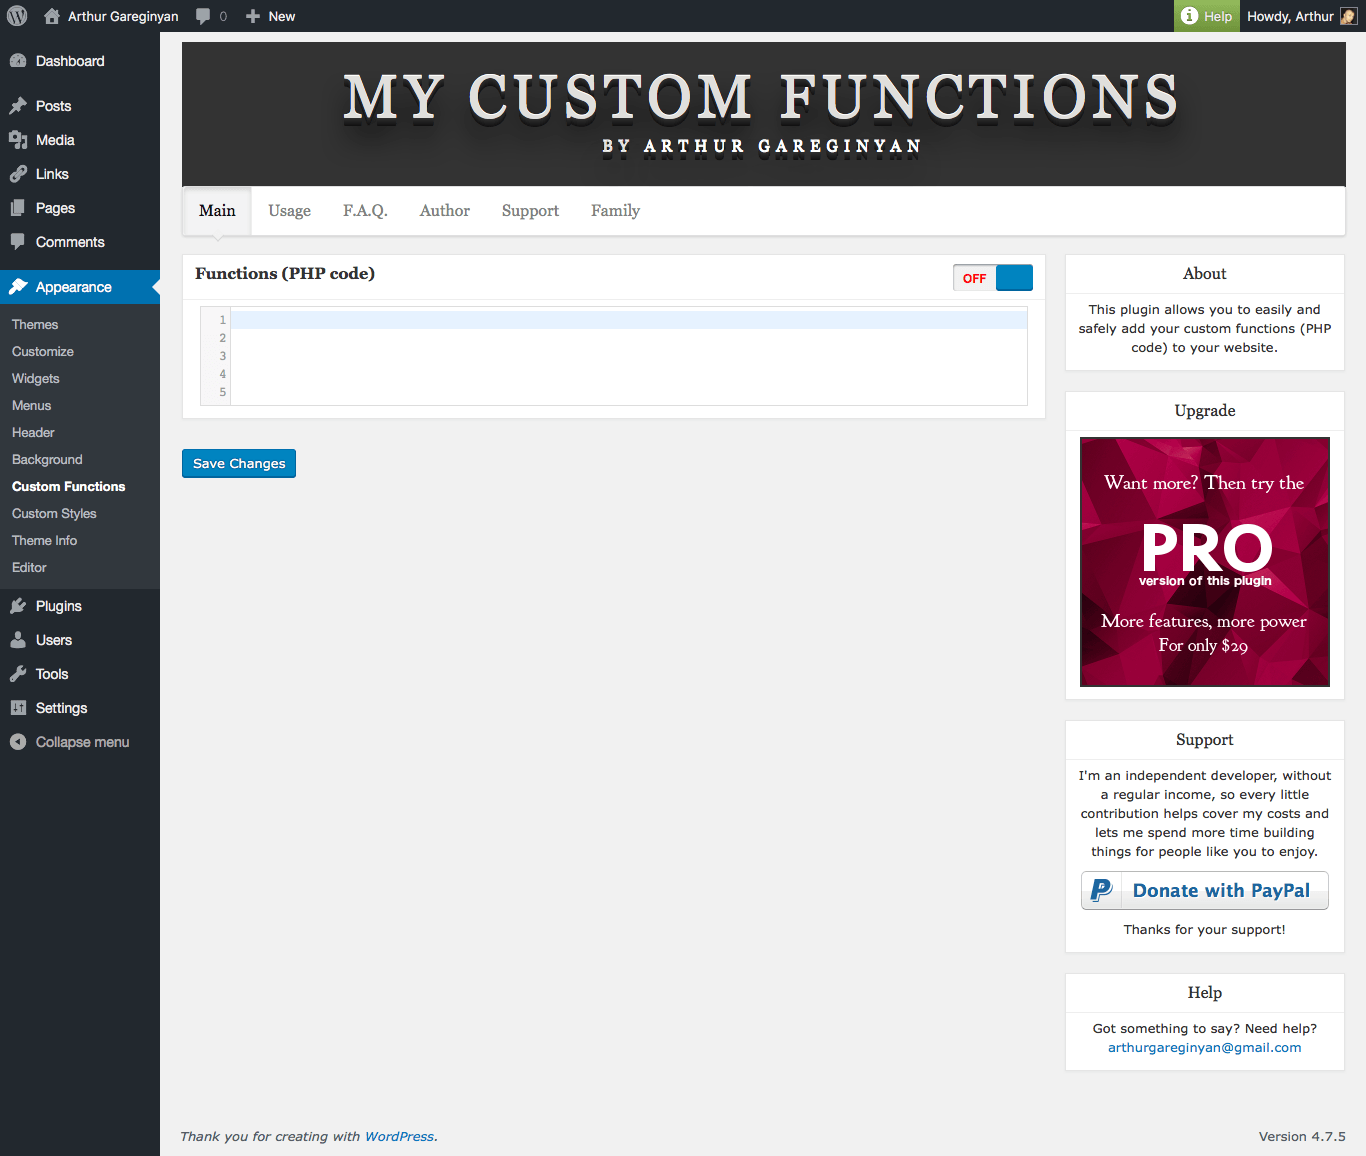 Arthur Gareginyan
0
New
Help
Howdy, Arthur
Dashboard
Posts
Media
Links
Pages
Comments
Appearance
Themes
Customize
Widgets
Menus
Header
Background
Custom Functions
Custom Styles
Theme Info
Editor
Plugins
Users
Tools
Settings
Collapse menu
MY CUSTOM FUNCTIONS
BY ARTHUR GAREGINYAN
Main
Usage
F.A.Q.
Author
Support
Family
Functions (PHP code)
OFF
1
2
3
4
5
Save Changes
About
This plugin allows you to easily and
safely add your custom functions (PHP
code) to your website.
Upgrade
Want more? Then try the
PRO
version of this plugin
More features, more power
For only $29
Support
I'm an independent developer, without
a regular income, so every little
contribution helps cover my costs and
lets me spend more time building
things for people like you to enjoy.
Donate with PayPal
Thanks for your support!
Help
Got something to say? Need help?
arthurgareginyan@gmail.com
Thank you for creating with WordPress.
Version 4.7.5